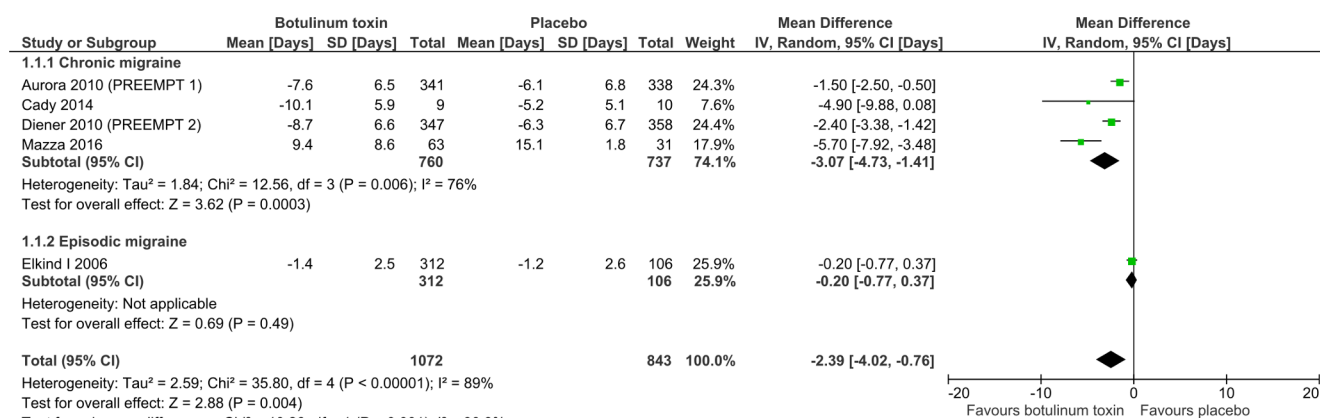 Botulinum toxin Placebo Mean Difference Mean Difference
Study or Subgroup Mean [Days] SD [Days] Total Mean [Days] SD [Days] Total Weight IV, Random, 95% CI [Days] IV, Random, 95% CI [Days]
1.1.1 Chronic migraine
Aurora 2010 (PREEMPT 1) -7.6 6.5 341 -6.1 6.8 338 24.3% -1.50 [-2.50, -0.50]
Cady 2014 -10.1 5.9 9 -5.2 5.1 10 7.6% -4.90 [-9.88, 0.08]
Diener 2010 (PREEMPT 2) -8.7 6.6 347 -6.3 6.7 358 24.4% -2.40 [-3.38, -1.42]
Mazza 2016 9.4 8.6 63 15.1 1.8 31 17.9% -5.70 [-7.92, -3.48]
Subtotal (95% CI) 760 737 74.1% -3.07 [-4.73, -1.41]
Heterogeneity: Tau² = 1.84; Chi² = 12.56, df = 3 (P = 0.006); I² = 76%
Test for overall effect: Z = 3.62 (P = 0.0003)
1.1.2 Episodic migraine
Elkind I 2006 -1.4 2.5 312 -1.2 2.6 106 25.9% -0.20 [-0.77, 0.37]
Subtotal (95% CI) 312 106 25.9% -0.20 [-0.77, 0.37]
Heterogeneity: Not applicable
Test for overall effect: Z = 0.69 (P = 0.49)
Total (95% CI) 1072 843 100.0% -2.39 [-4.02, -0.76]
Heterogeneity: Tau² = 2.59; Chi² = 35.80, df = 4 (P < 0.00001); I² = 89%
Test for overall effect: Z = 2.88 (P = 0.004)
-20 -10 0 10 20
Favours botulinum toxin Favours placebo